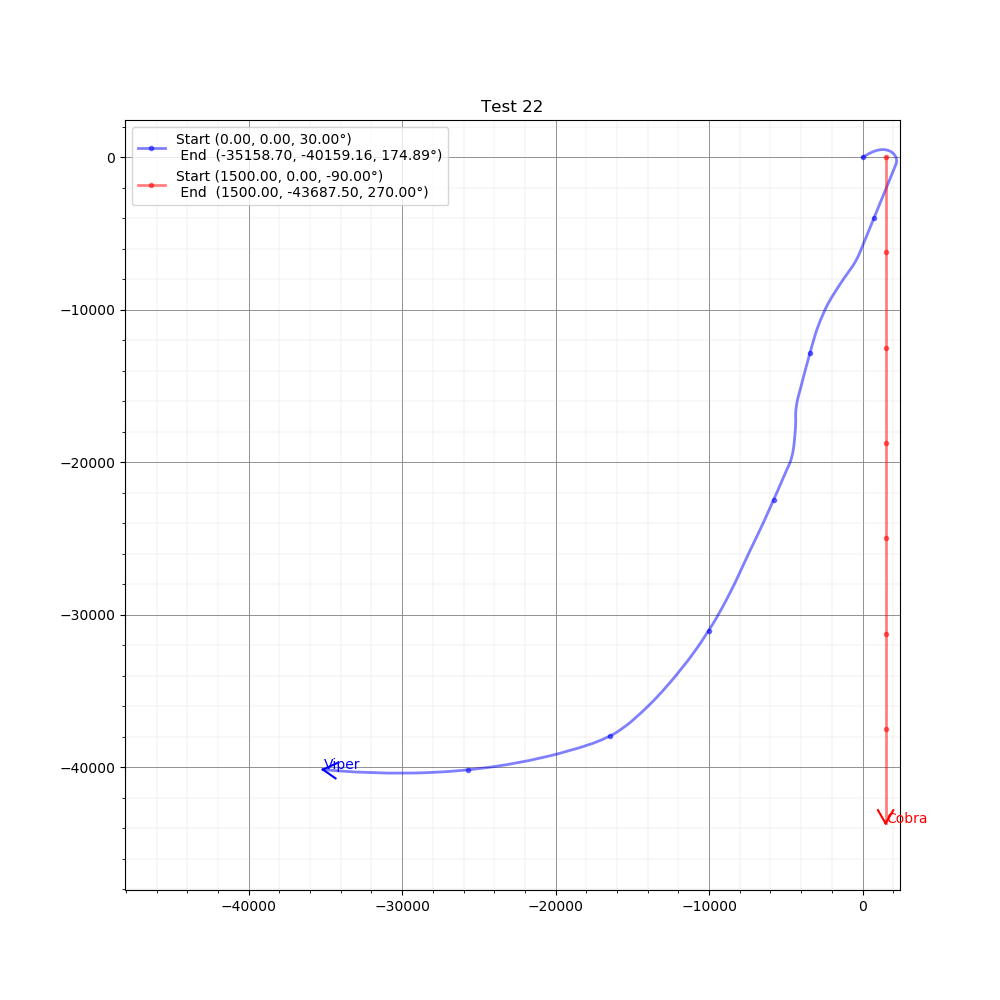 Test 22
Start (0.00, 0.00, 30.00°)
End  (-35158.70, -40159.16, 174.89°)
Start (1500.00, 0.00, -90.00°)
End  (1500.00, -43687.50, 270.00°)
0
−10000
−20000
−30000
−40000
Viper
Cobra
−40000
−30000
−20000
−10000
0